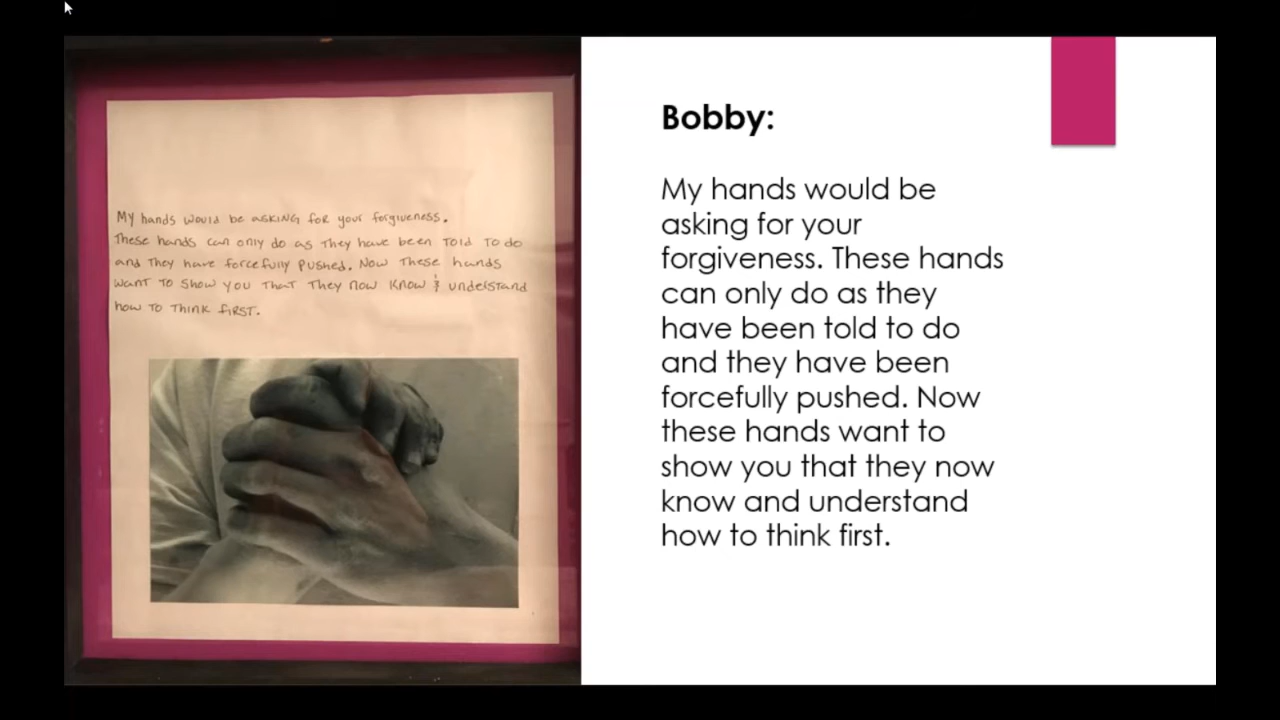 My hands would be asking for your forgiveness.
These hands can only do as they have been told to do
and they have forcefully pushed. Now these hands
want to show you that they now know & understand
how to think first.
Bobby:
My hands would be
asking for your
forgiveness. These hands
can only do as they
have been told to do
and they have been
forcefully pushed. Now
these hands want to
show you that they now
know and understand
how to think first.